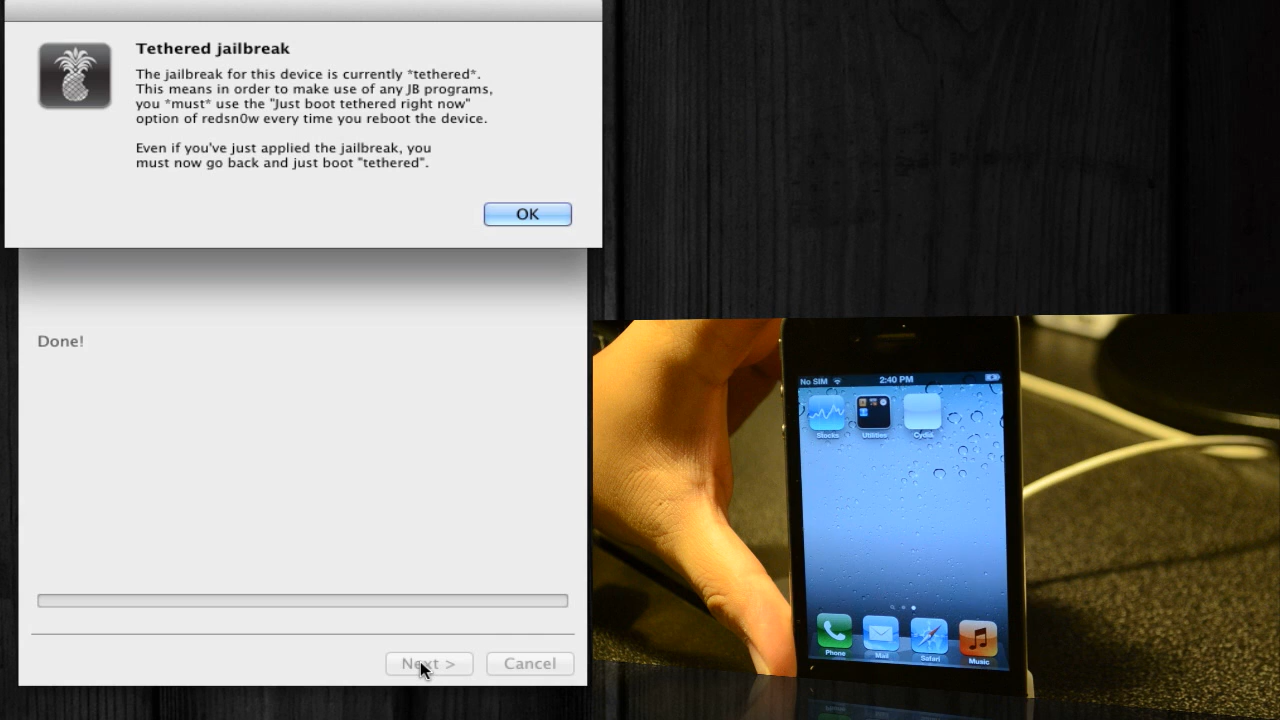 Tethered jailbreak
The jailbreak for this device is currently *tethered*.
This means in order to make use of any JB programs,
you *must* use the "Just boot tethered right now"
option of redsn0w every time you reboot the device.
Even if you've just applied the jailbreak, you
must now go back and just boot "tethered".
OK
Done!
Next >
Cancel
No SIM
2:40 PM
Stocks
Utilities
Cydia
Phone
Mail
Safari
Music